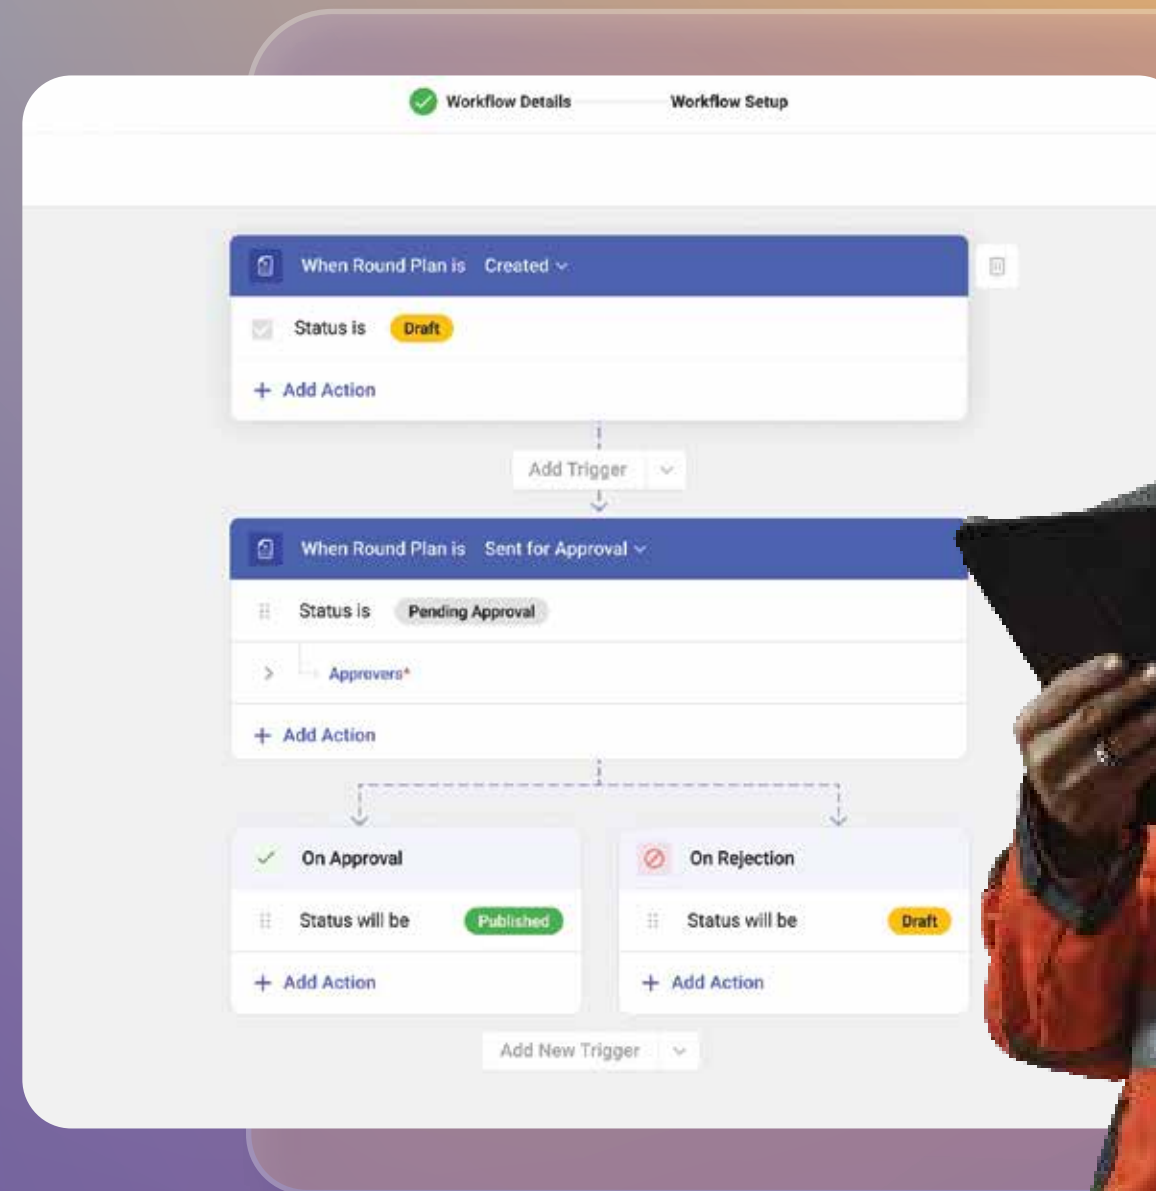 Workflow Details
Workflow Setup
When Round Plan is Created
Status is Draft
+ Add Action
Add Trigger
When Round Plan is Sent for Approval
Status is Pending Approval
Approvers*
+ Add Action
On Approval
On Rejection
Status will be Published
Status will be Draft
+ Add Action
+ Add Action
Add New Trigger